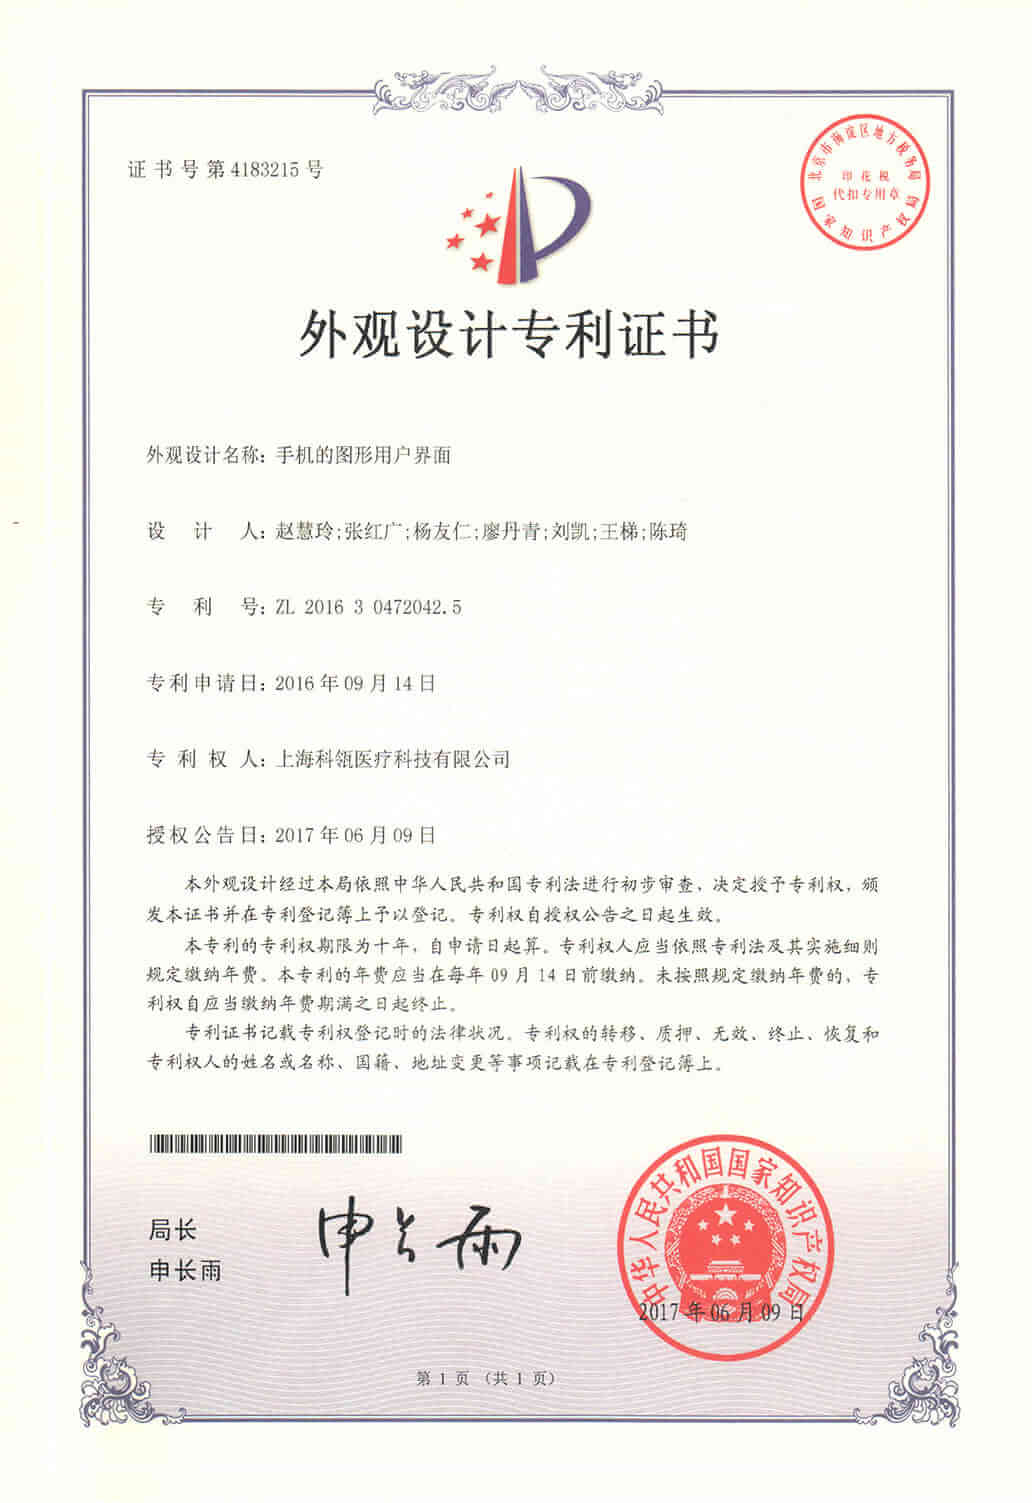 证书号第4183215号
北京市海淀区地方税务局
印花税
代扣专用章
国家知识产权局
外观设计专利证书
外观设计名称：手机的图形用户界面
设计人：赵慧玲;张红广;杨友仁;廖丹青;刘凯;王梯;陈琦
专利号：ZL 2016 3 0472042.5
专利申请日：2016年09月14日
专利权人：上海科瓴医疗科技有限公司
授权公告日：2017年06月09日
本外观设计经过本局依照中华人民共和国专利法进行初步审查，决定授予专利权，颁
发本证书并在专利登记簿上予以登记。专利权自授权公告之日起生效。
本专利的专利权期限为十年，自申请日起算。专利权人应当依照专利法及其实施细则
规定缴纳年费。本专利的年费应当在每年09月14日前缴纳。未按照规定缴纳年费的，专
利权自应当缴纳年费期满之日起终止。
专利证书记载专利权登记时的法律状况。专利权的转移、质押、无效、终止、恢复和
专利权人的姓名或名称、国籍、地址变更等事项记载在专利登记簿上。
局长
申长雨
申长雨
中华人民共和国国家知识产权局
2017年06月09日
第1页（共1页）